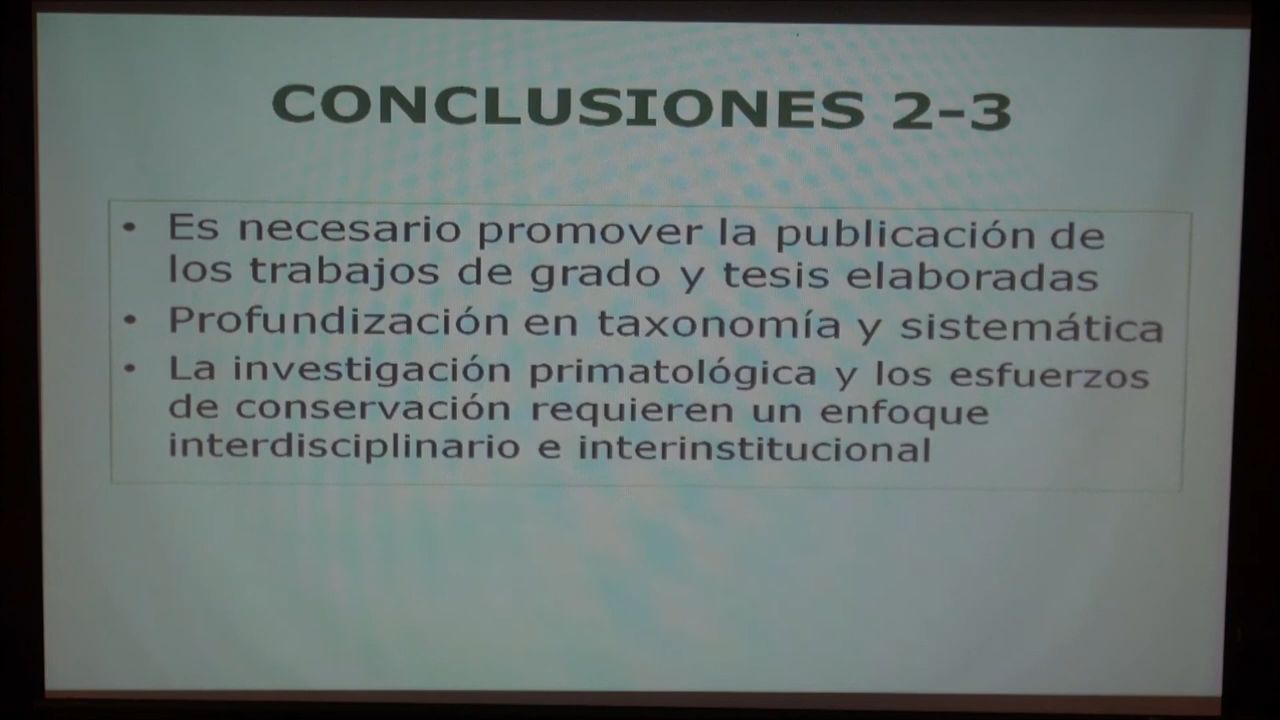 CONCLUSIONES 2-3
• Es necesario promover la publicación de
los trabajos de grado y tesis elaboradas
• Profundización en taxonomía y sistemática
• La investigación primatológica y los esfuerzos
de conservación requieren un enfoque
interdisciplinario e interinstitucional